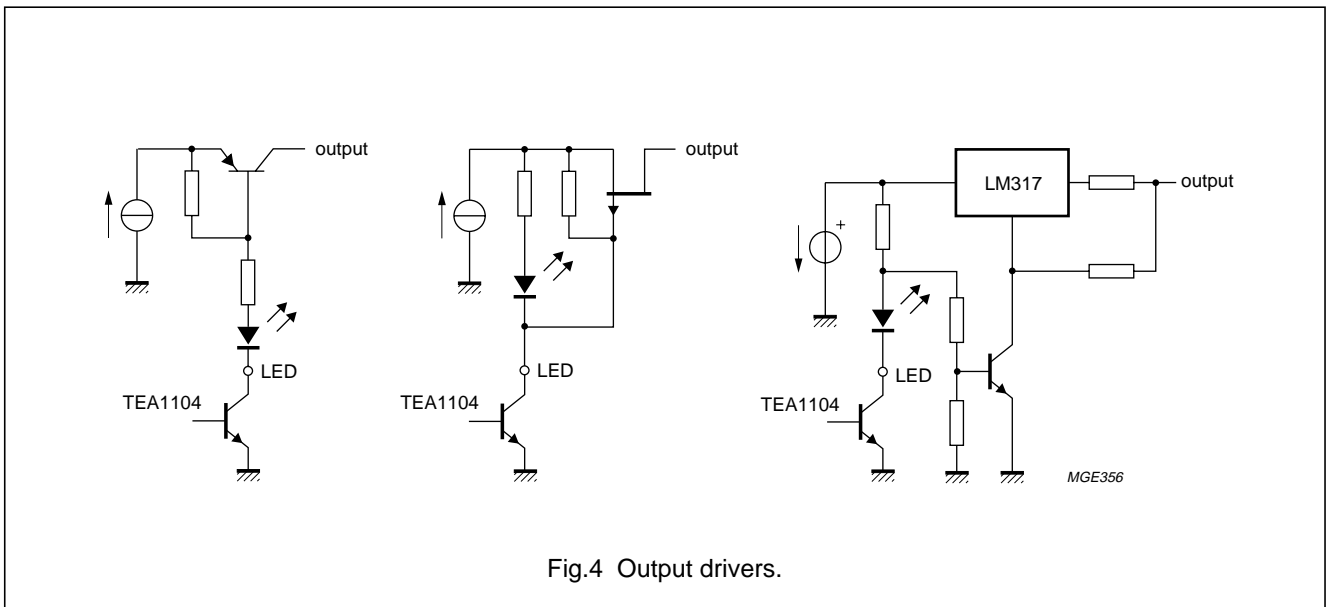 output
LED
TEA1104
output
LED
TEA1104
LM317
output
+
LED
TEA1104
MGE356
Fig.4 Output drivers.